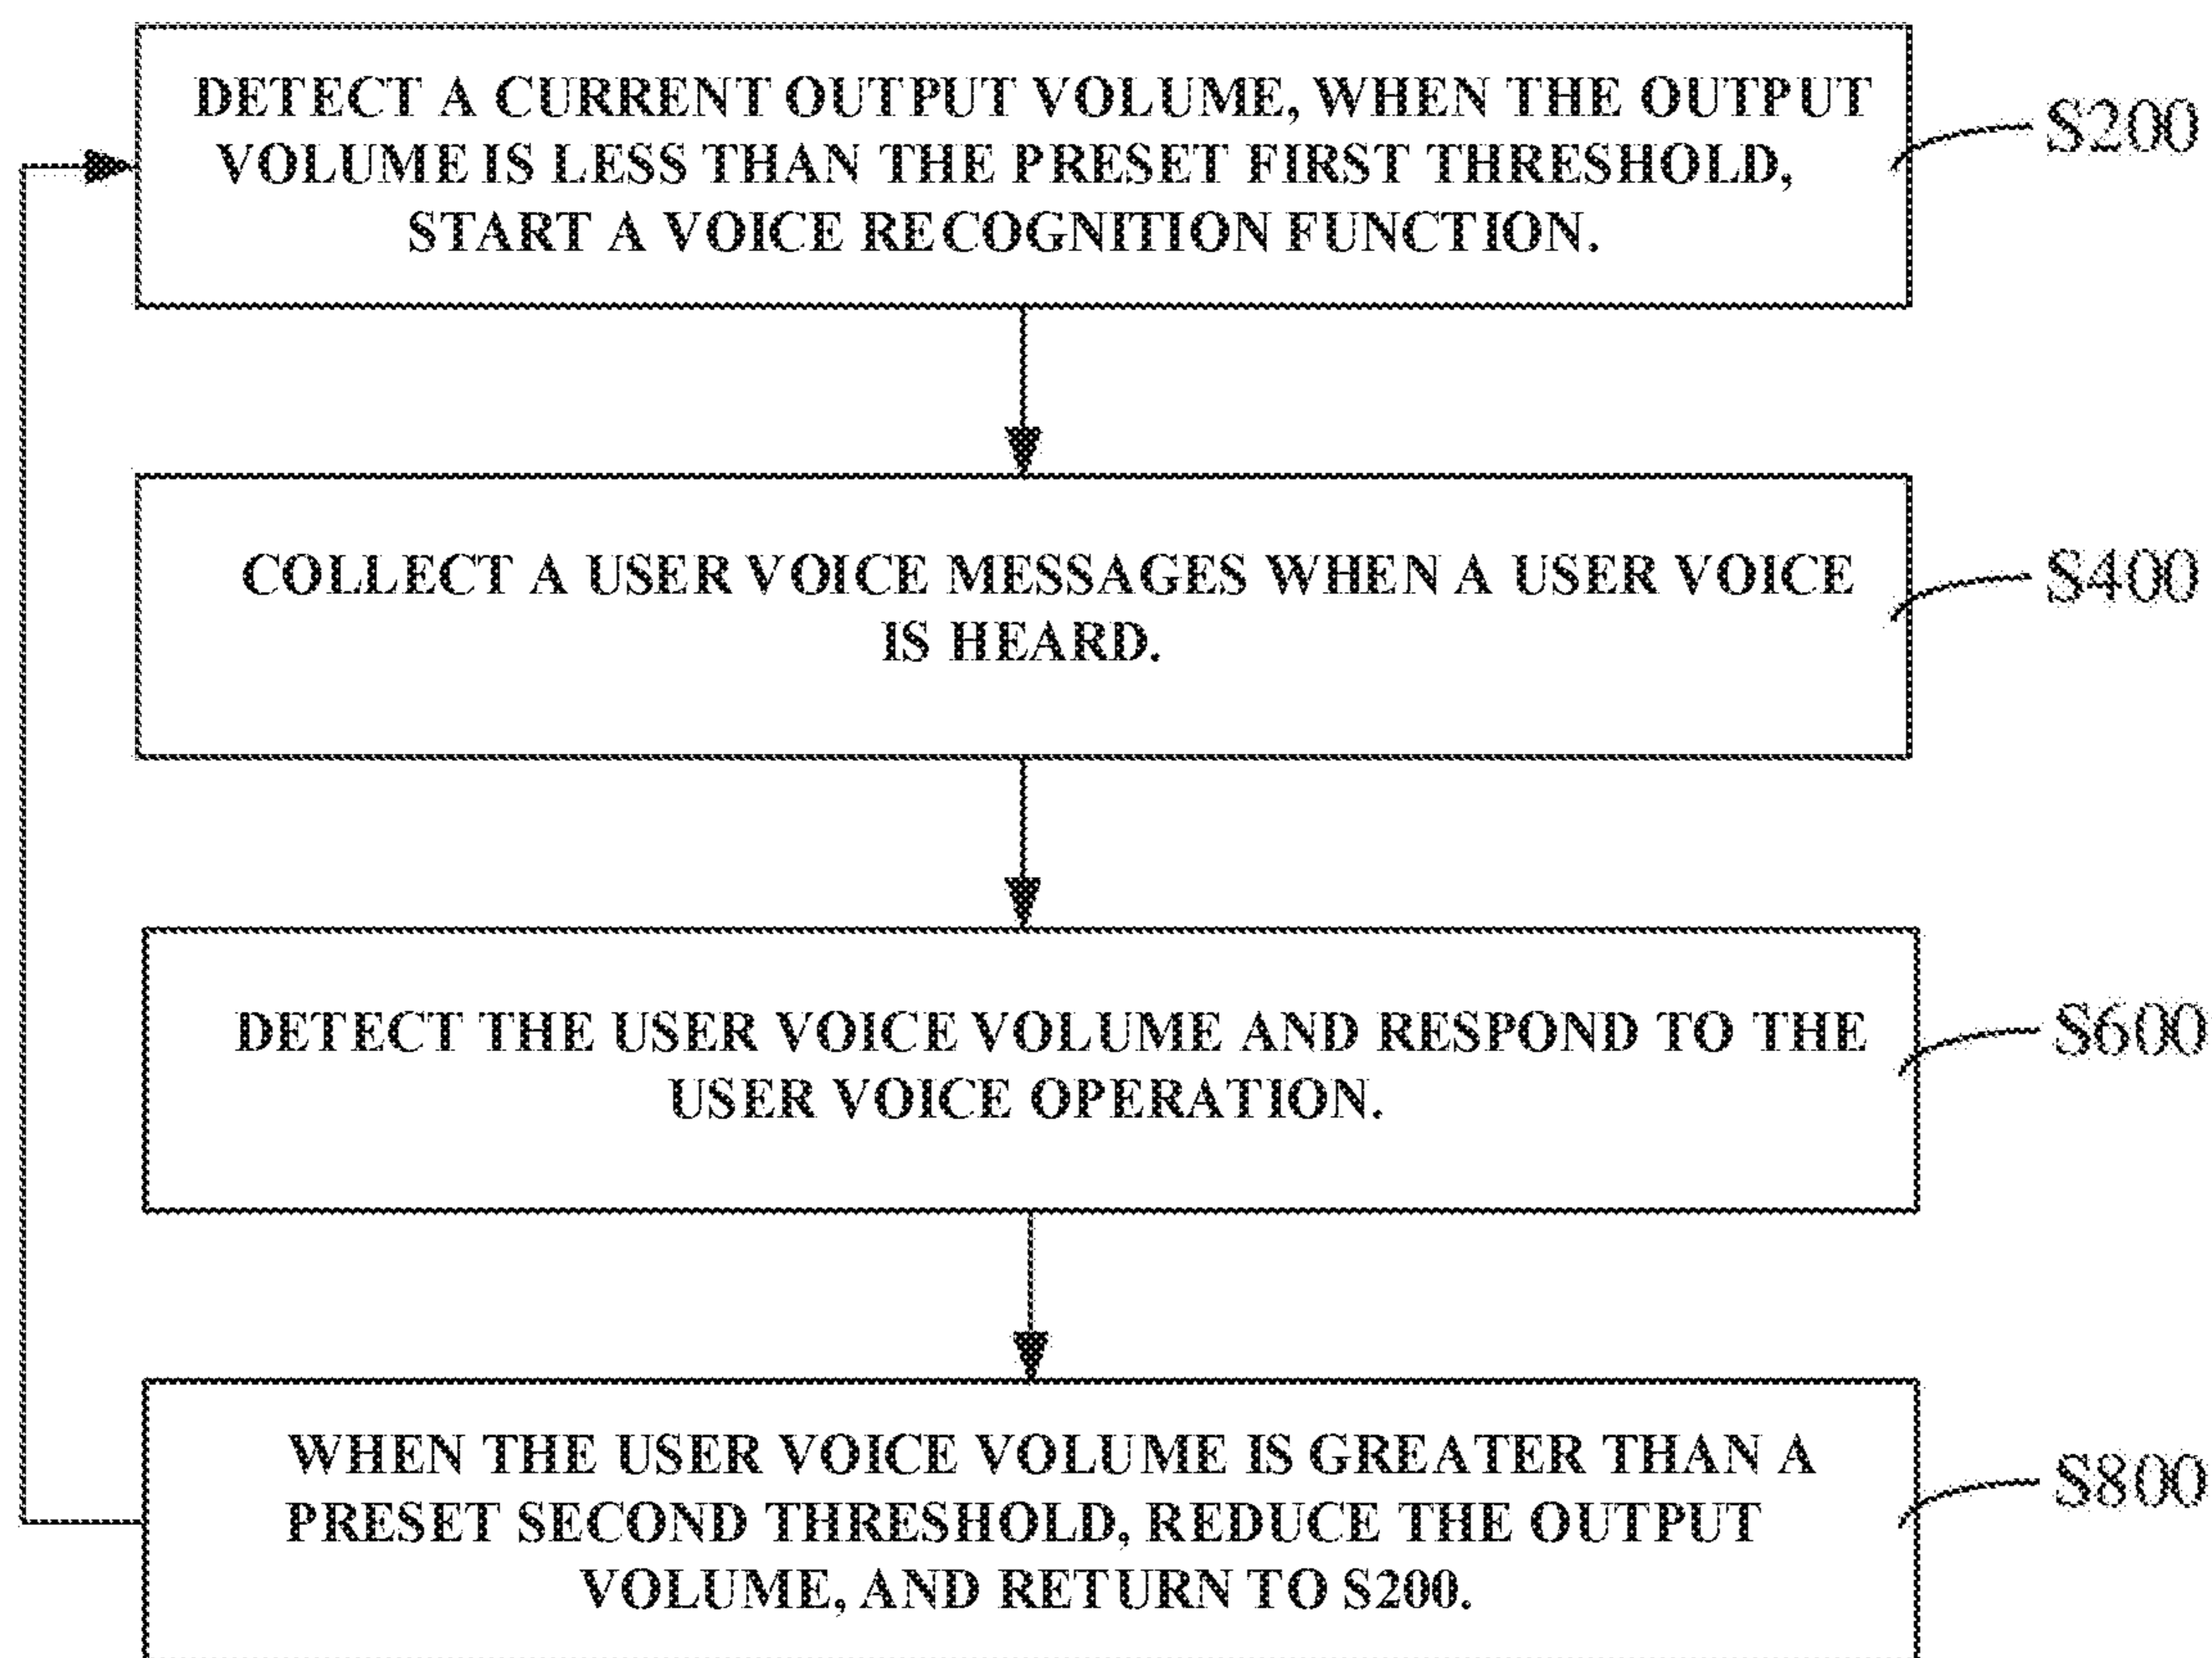 DETECT A CURRENT OUTPUT VOLUME, WHEN THE OUTPUT
VOLUME IS LESS THAN THE PRESET FIRST THRESHOLD,
START A VOICE RECOGNITION FUNCTION.
S200
COLLECT A USER VOICE MESSAGES WHEN A USER VOICE
IS HEARD.
S400
DETECT THE USER VOICE VOLUME AND RESPOND TO THE
USER VOICE OPERATION.
S600
WHEN THE USER VOICE VOLUME IS GREATER THAN A
PRESET SECOND THRESHOLD, REDUCE THE OUTPUT
VOLUME, AND RETURN TO S200.
S800